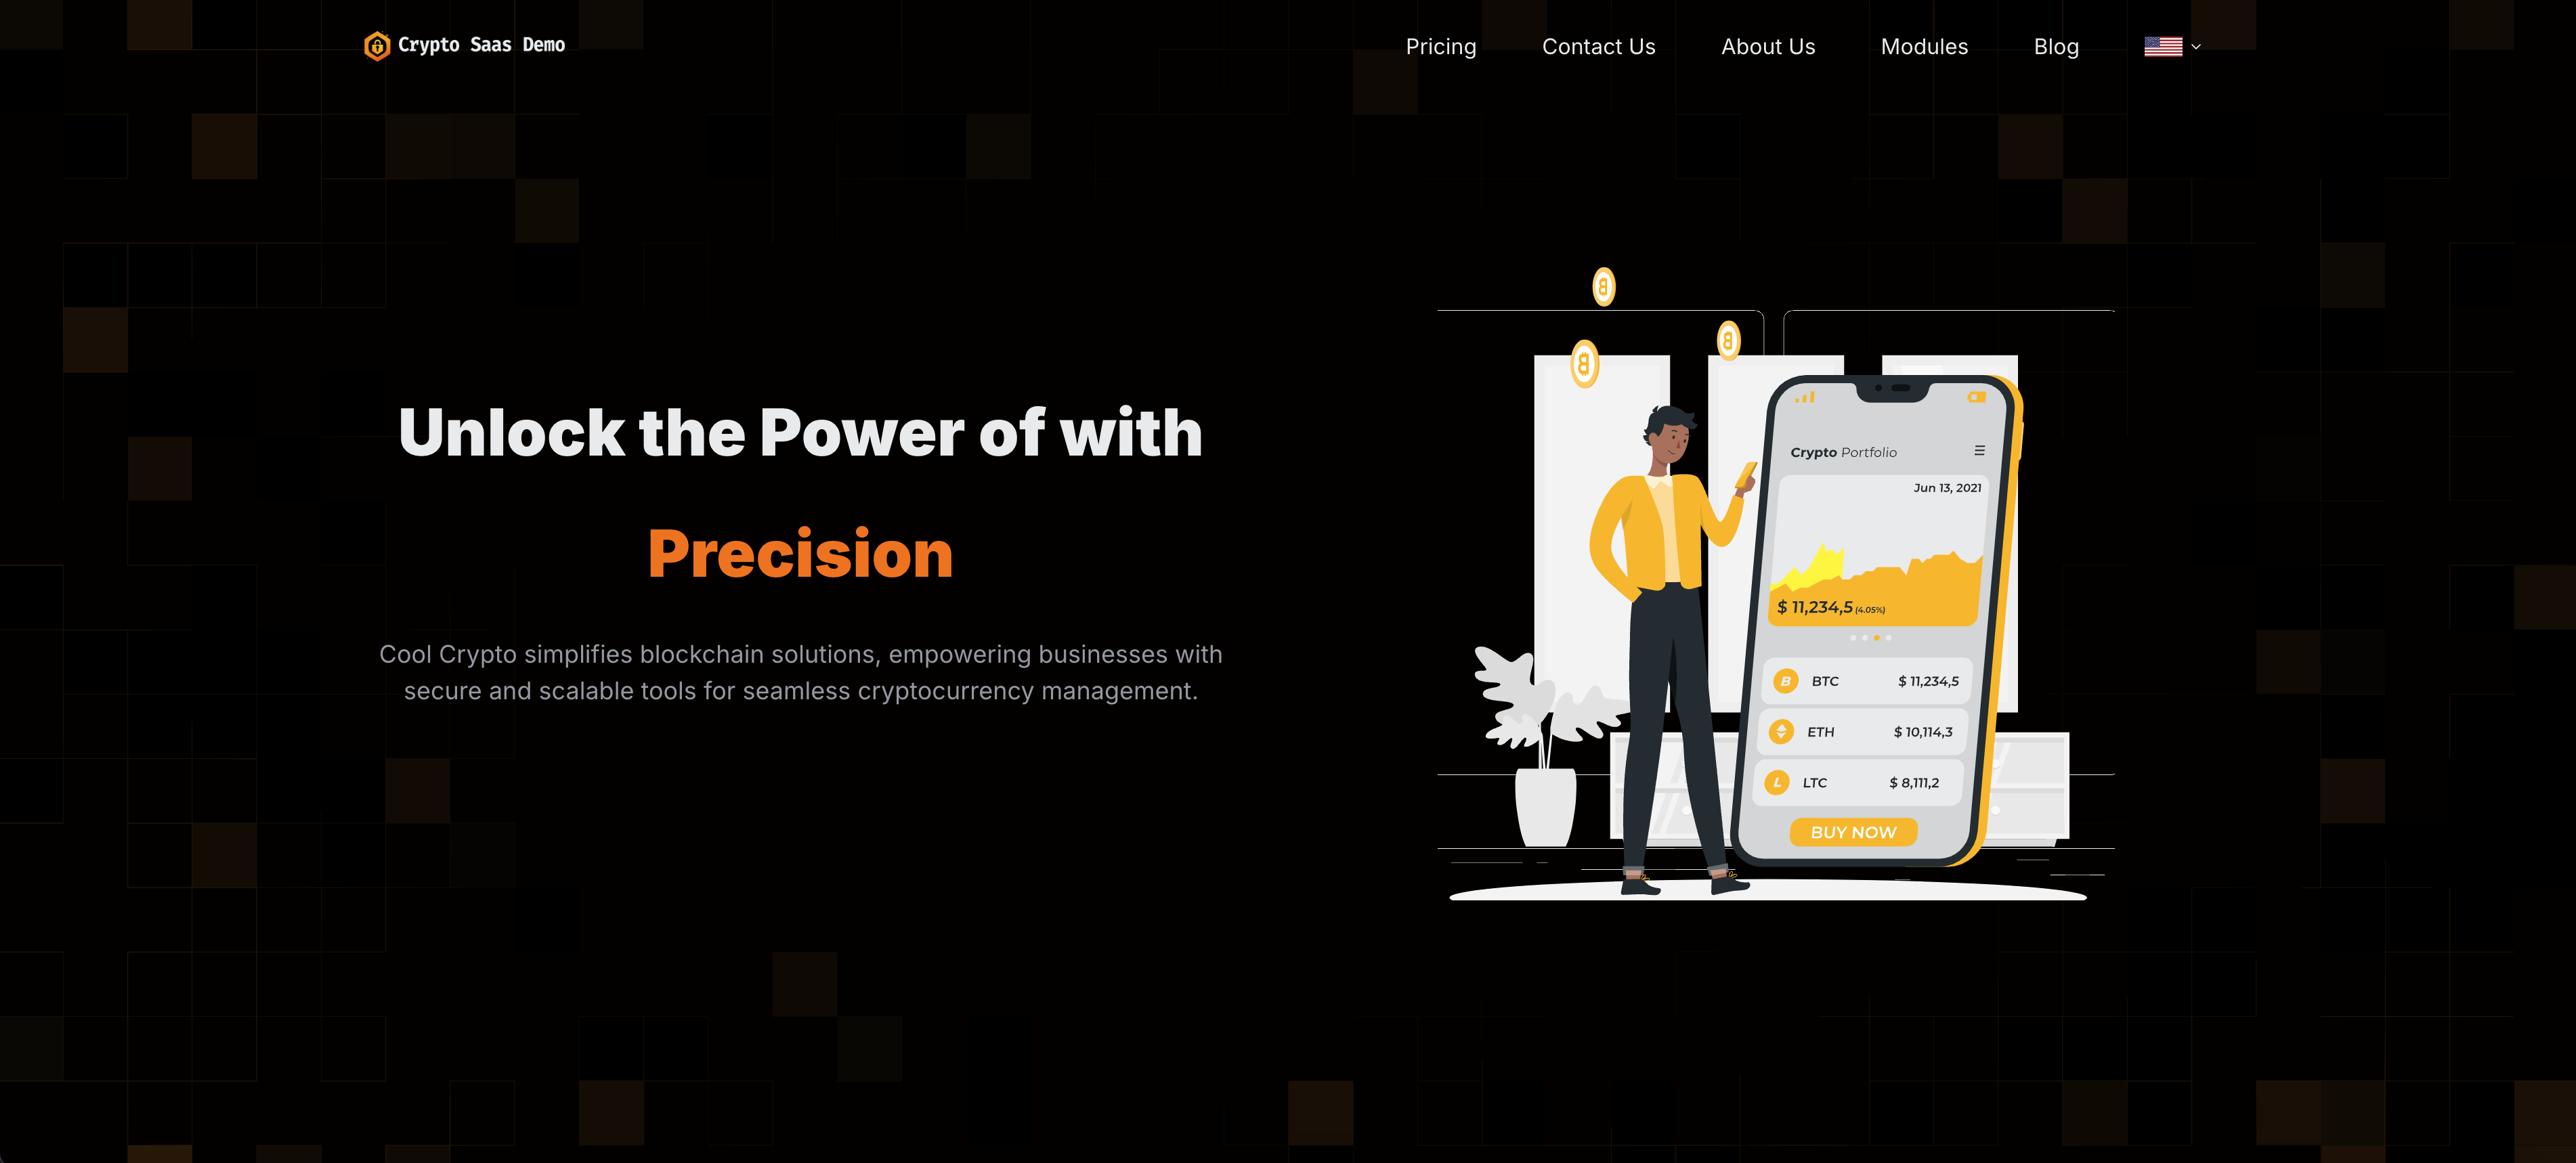 Crypto Saas Demo
Pricing Contact Us About Us Modules Blog
Unlock the Power of with
Precision
Cool Crypto simplifies blockchain solutions, empowering businesses with
secure and scalable tools for seamless cryptocurrency management.
Crypto Portfolio
Jun 13, 2021
$ 11,234,5 (4.05%)
B BTC $ 11,234,5
ETH $ 10,114,3
L LTC $ 8,111,2
BUY NOW